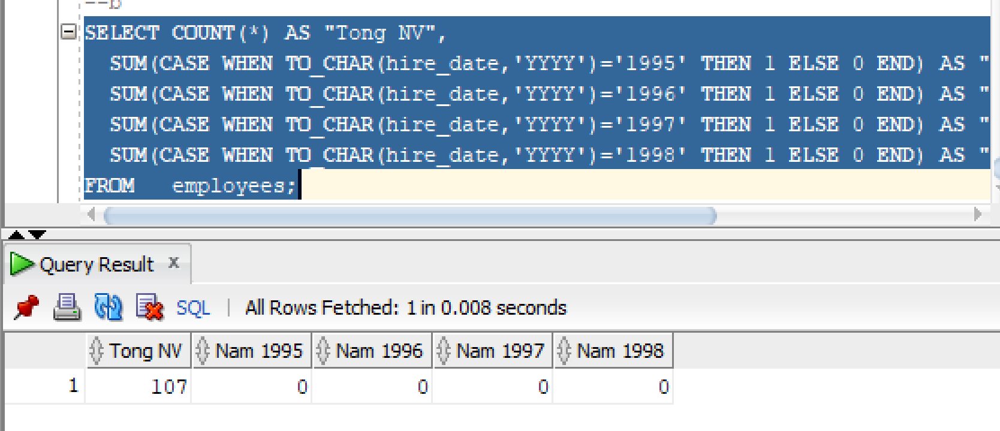 --b
SELECT COUNT(*) AS "Tong NV",
SUM(CASE WHEN TO_CHAR(hire_date,'YYYY')='1995' THEN 1 ELSE 0 END) AS "
SUM(CASE WHEN TO_CHAR(hire_date,'YYYY')='1996' THEN 1 ELSE 0 END) AS "
SUM(CASE WHEN TO_CHAR(hire_date,'YYYY')='1997' THEN 1 ELSE 0 END) AS "
SUM(CASE WHEN TO_CHAR(hire_date,'YYYY')='1998' THEN 1 ELSE 0 END) AS "
FROM employees;
Query Result x
SQL | All Rows Fetched: 1 in 0.008 seconds
Tong NV Nam 1995 Nam 1996 Nam 1997 Nam 1998
1 107 0 0 0 0